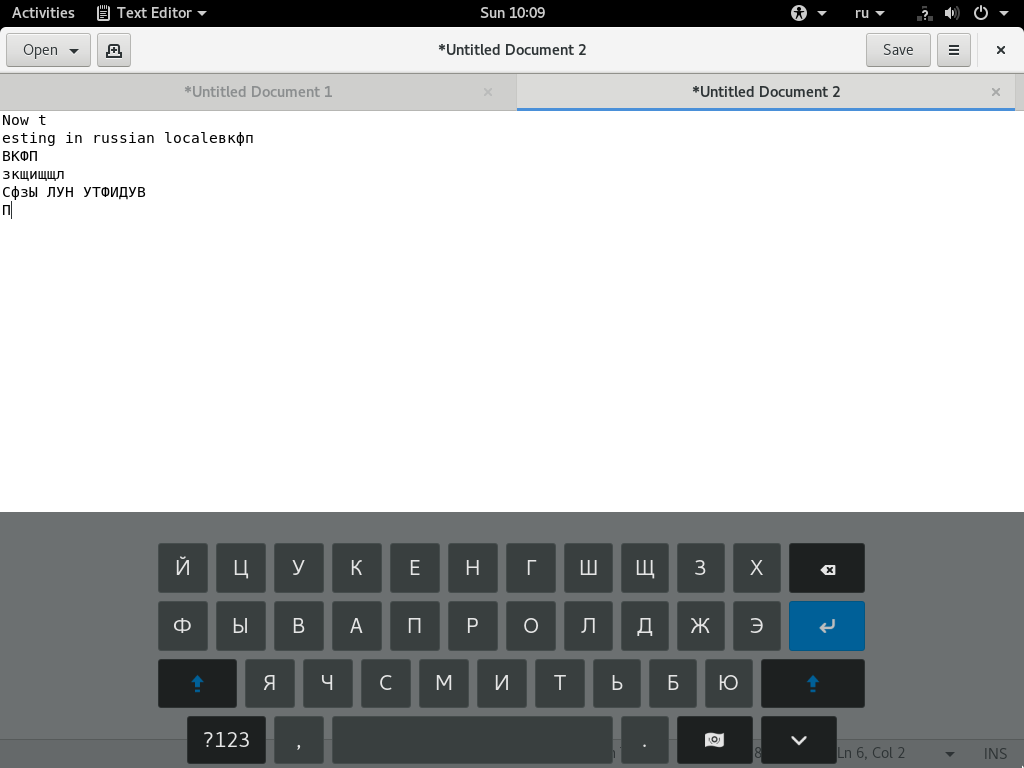 Activities Text Editor Sun 10:09 ru ?
Open *Untitled Document 2 Save
*Untitled Document 1 *Untitled Document 2
Now t
esting in russian localeвкфп
ВКФП
зкщищщл
СфзЫ ЛУН УТФИДУВ
П
Й Ц У К Е Н Г Ш Щ З Х
Ф Ы В А П Р О Л Д Ж Э
Я Ч С М И Т Ь Б Ю
?123 , .
Ln 6, Col 2 INS